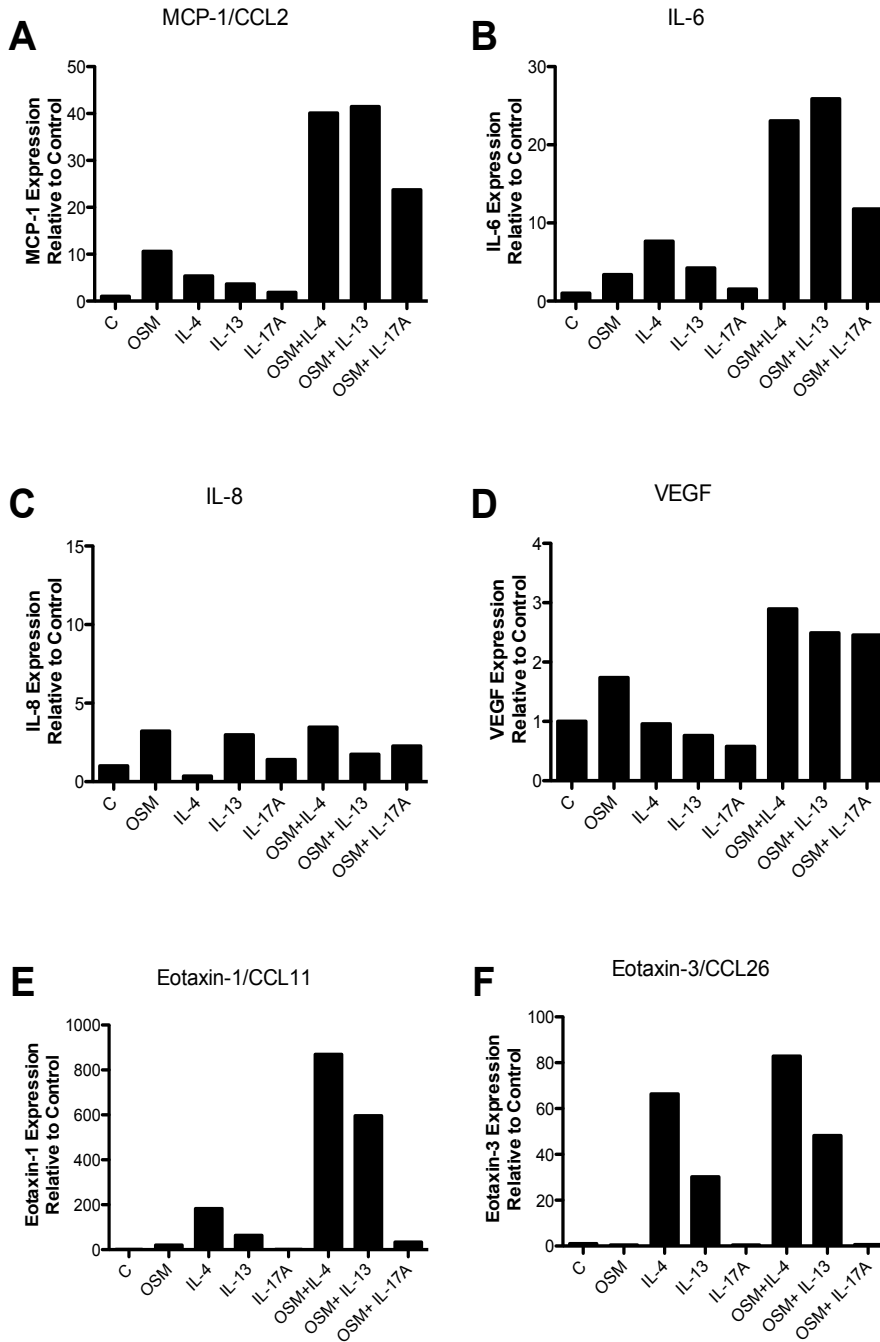 A
MCP-1/CCL2
MCP-1 Expression
Relative to Control
50
40
30
20
10
0
C
OSM
IL-4
IL-13
IL-17A
OSM+IL-4
OSM+ IL-13
OSM+ IL-17A
B
IL-6
IL-6 Expression
Relative to Control
30
20
10
0
C
OSM
IL-4
IL-13
IL-17A
OSM+IL-4
OSM+ IL-13
OSM+ IL-17A
C
IL-8
IL-8 Expression
Relative to Control
15
10
5
0
C
OSM
IL-4
IL-13
IL-17A
OSM+IL-4
OSM+ IL-13
OSM+ IL-17A
D
VEGF
VEGF Expression
Relative to Control
4
3
2
1
0
C
OSM
IL-4
IL-13
IL-17A
OSM+IL-4
OSM+ IL-13
OSM+ IL-17A
E
Eotaxin-1/CCL11
Eotaxin-1 Expression
Relative to Control
1000
800
600
400
200
0
C
OSM
IL-4
IL-13
IL-17A
OSM+IL-4
OSM+ IL-13
OSM+ IL-17A
F
Eotaxin-3/CCL26
Eotaxin-3 Expression
Relative to Control
100
80
60
40
20
0
C
OSM
IL-4
IL-13
IL-17A
OSM+IL-4
OSM+ IL-13
OSM+ IL-17A